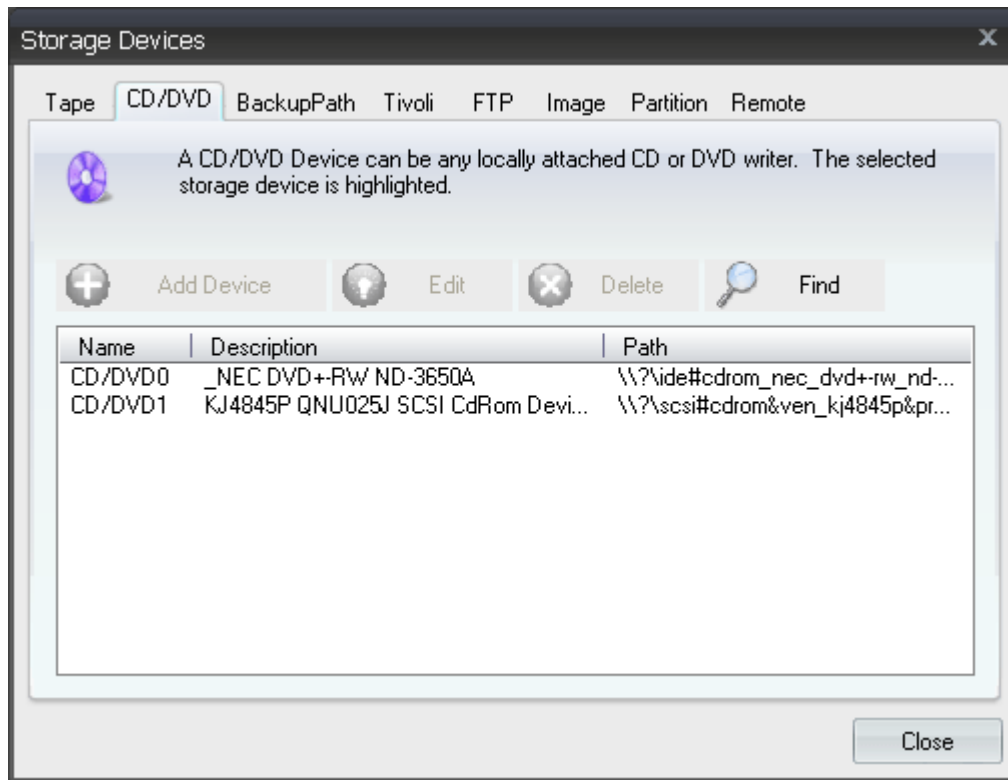 Storage Devices
Tape CD/DVD BackupPath Tivoli FTP Image Partition Remote
A CD/DVD Device can be any locally attached CD or DVD writer. The selected
storage device is highlighted.
Add Device Edit Delete Find
Name Description Path
CD/DVD0 _NEC DVD+-RW ND-3650A \\?\ide#cdrom_nec_dvd+-rw_nd-...
CD/DVD1 KJ4845P QNU025J SCSI CdRom Devi... \\?\scsi#cdrom&ven_kj4845p&pr...
Close